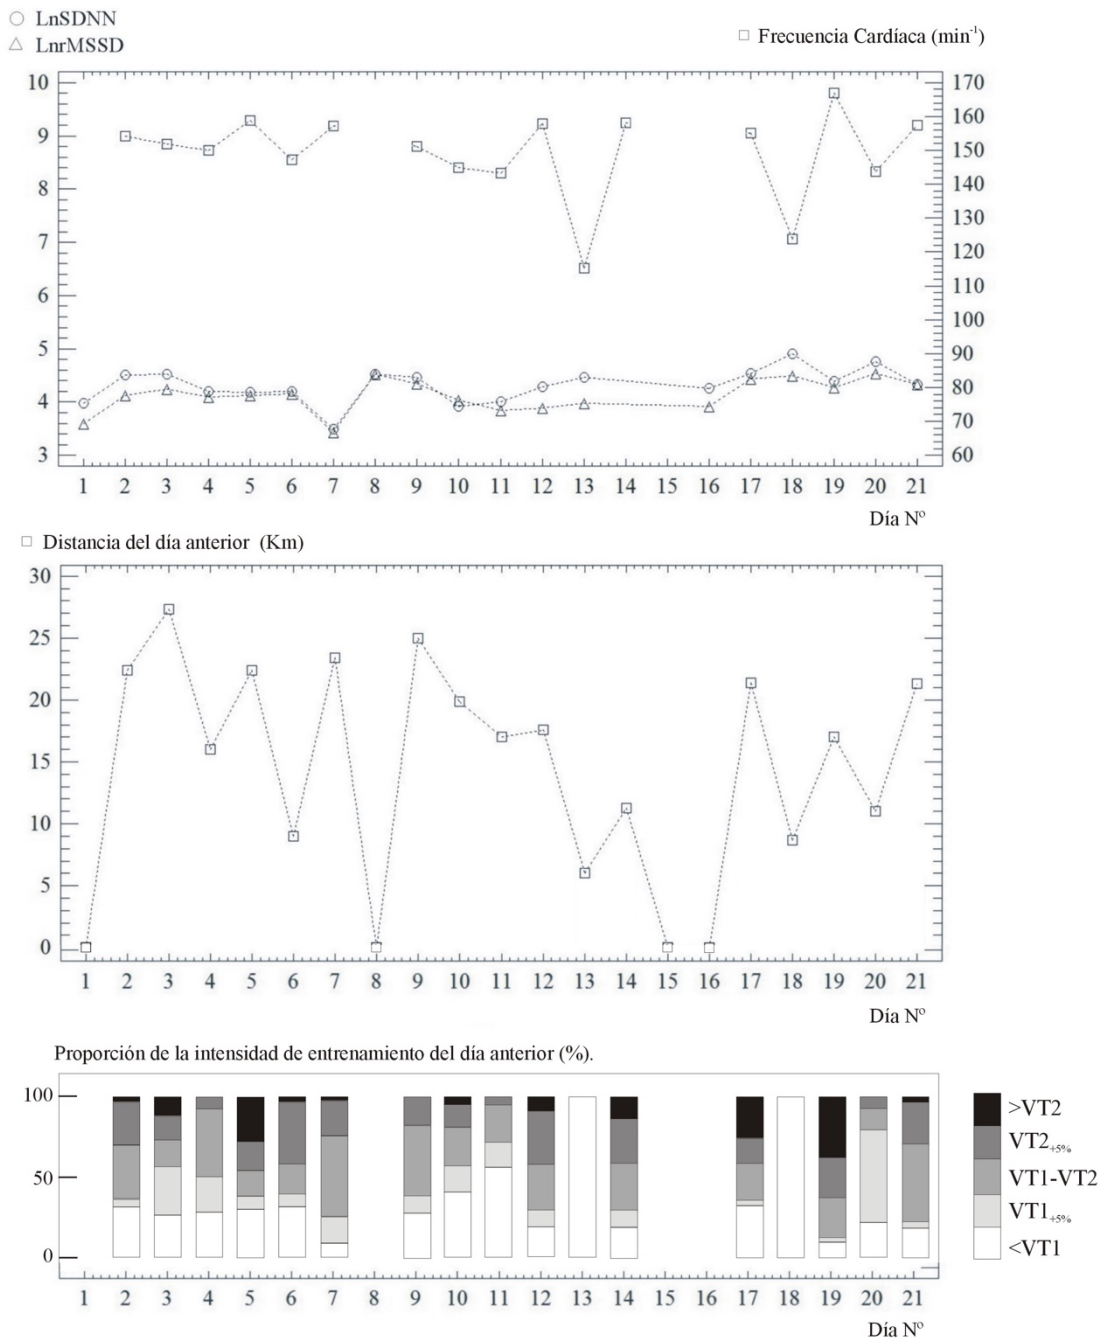 LnSDNN
LnrMSSD
Frecuencia Cardíaca (min⁻¹)
10 170
160
9 150
8 140
130
7 120
6 110
100
5 90
4 80
70
3 60
1 2 3 4 5 6 7 8 9 10 11 12 13 14 15 16 17 18 19 20 21
Día Nº
Distancia del día anterior (Km)
30
25
20
15
10
5
0
1 2 3 4 5 6 7 8 9 10 11 12 13 14 15 16 17 18 19 20 21
Día Nº
Proporción de la intensidad de entrenamiento del día anterior (%).
100
50
0
>VT2
VT2+5%
VT1-VT2
VT1+5%
<VT1
1 2 3 4 5 6 7 8 9 10 11 12 13 14 15 16 17 18 19 20 21
Día Nº